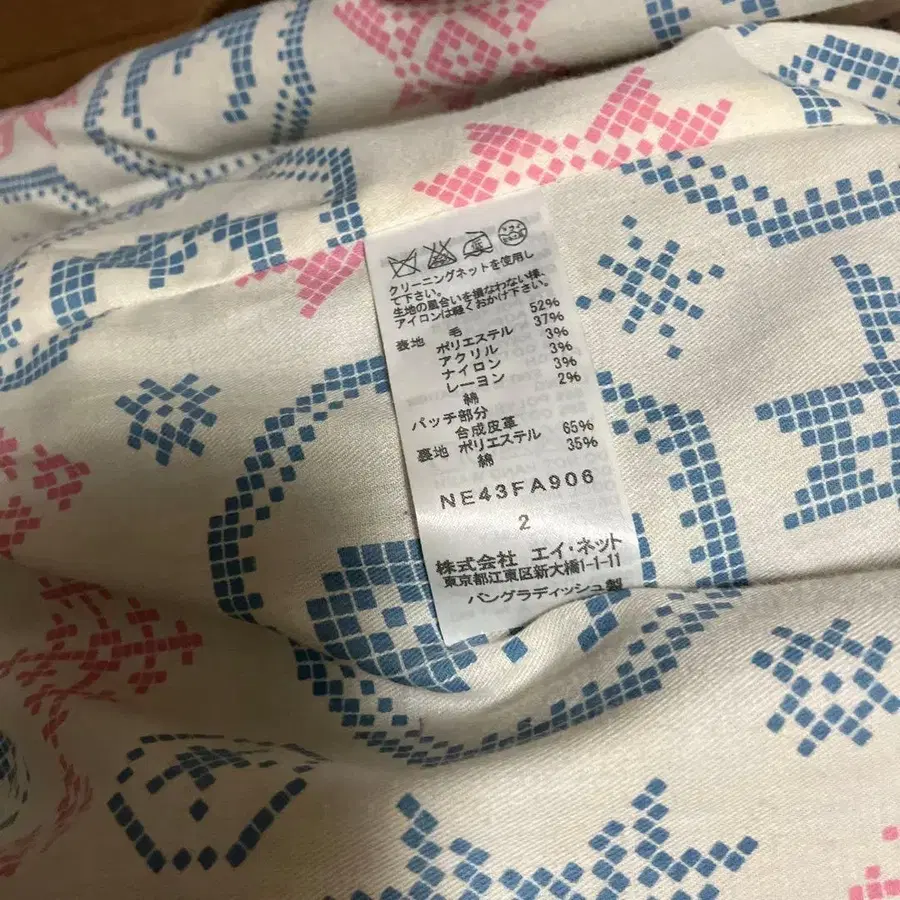 クリーニングネットを使用し
て下さい。
生地の風合いを損なわない様、
アイロンは軽くおかけ下さい。
表地 毛 52%
ポリエステル 37%
アクリル 3%
ナイロン 3%
レーヨン 3%
綿 2%
パッチ部分
合成皮革
裏地 ポリエステル 65%
綿 35%
NE43FA906
2
株式会社 エイ・ネット
東京都江東区新大橋1-1-11
バングラディッシュ製